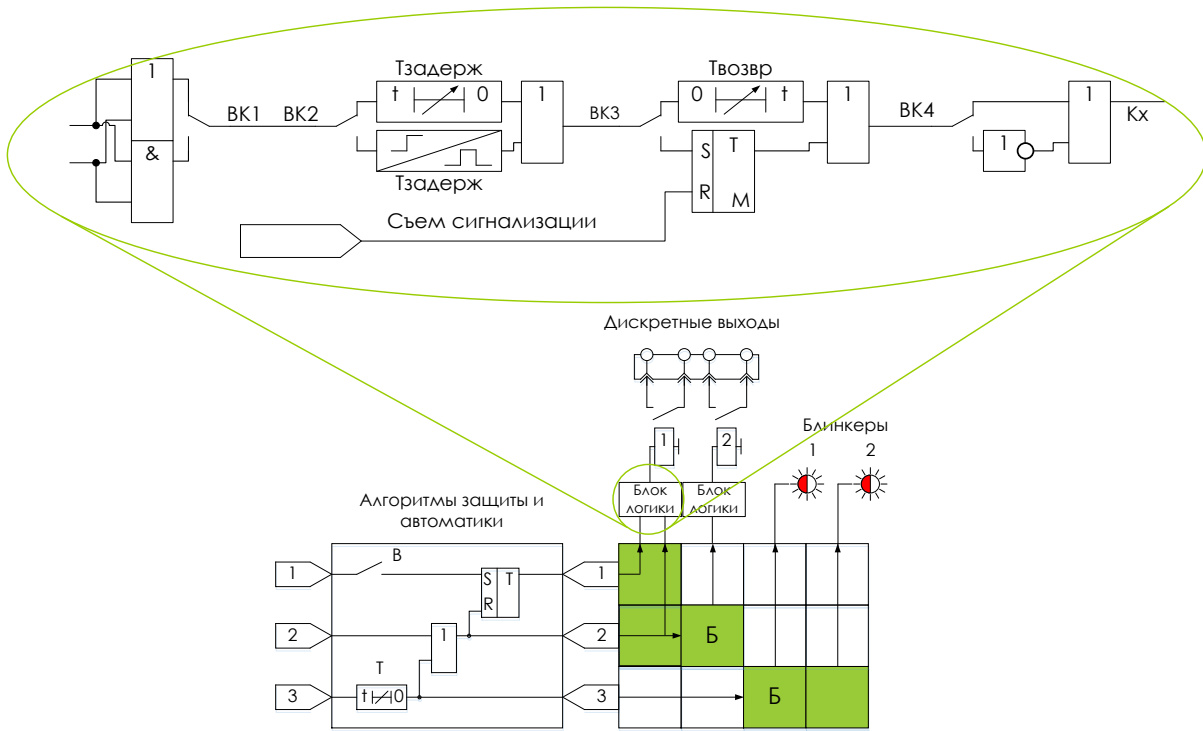 Тзадерж
Твозвр
1
t
0
1
0
t
1
1
ВК1
ВК2
ВК3
ВК4
Кх
&
S
T
1
Тзадерж
R
M
Съем сигнализации
Дискретные выходы
1
2
Блинкеры
1
2
Блок
логики
Блок
логики
Алгоритмы защиты и
автоматики
1
В
S
T
R
1
2
1
2
Б
Т
3
t
0
3
Б